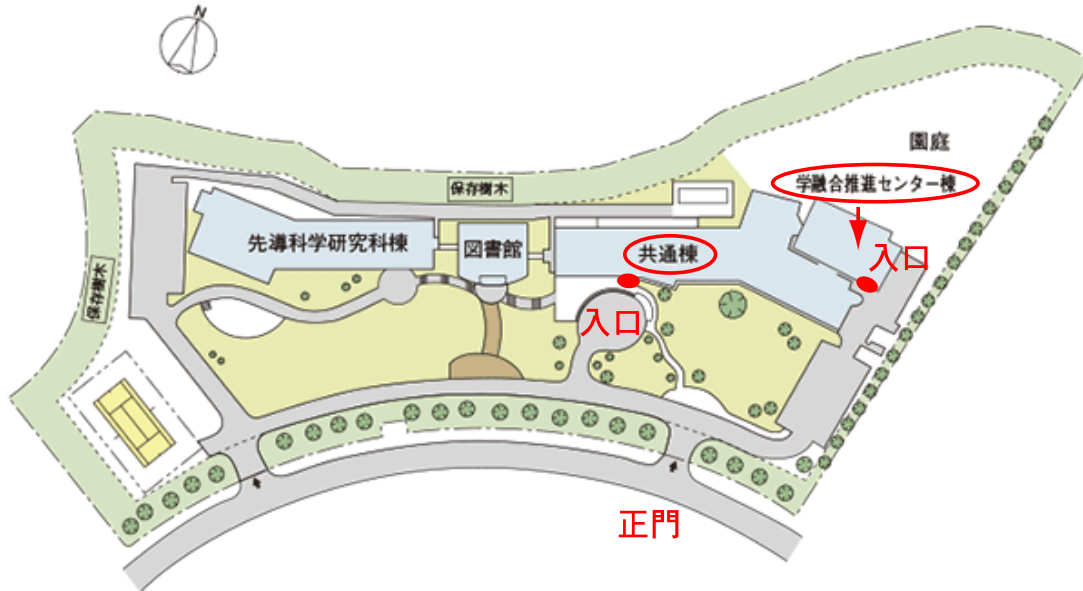 N
園庭
学融合推進センター棟
保存樹木
先導科学研究科棟
図書館
共通棟
入口
保存樹木
入口
正門